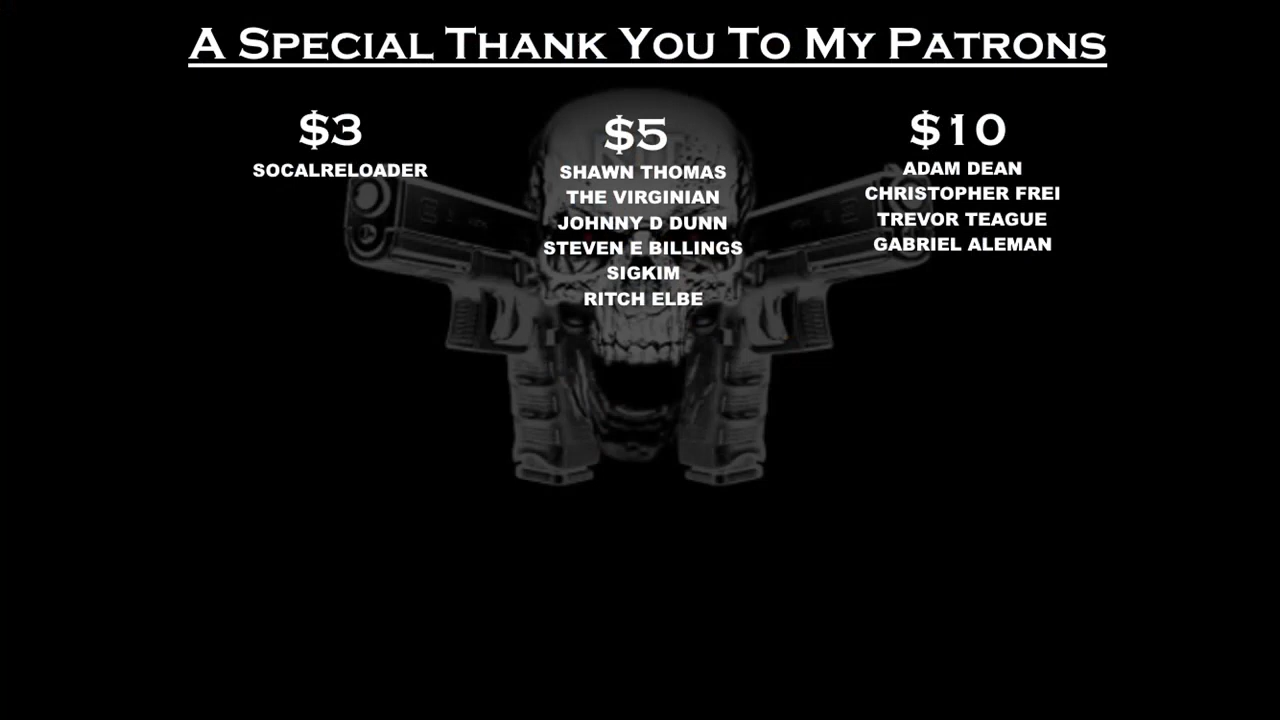 A Special Thank You To My Patrons
$3
SOCALRELOADER
$5
SHAWN THOMAS
THE VIRGINIAN
JOHNNY D DUNN
STEVEN E BILLINGS
SIGKIM
RITCH ELBE
$10
ADAM DEAN
CHRISTOPHER FREI
TREVOR TEAGUE
GABRIEL ALEMAN